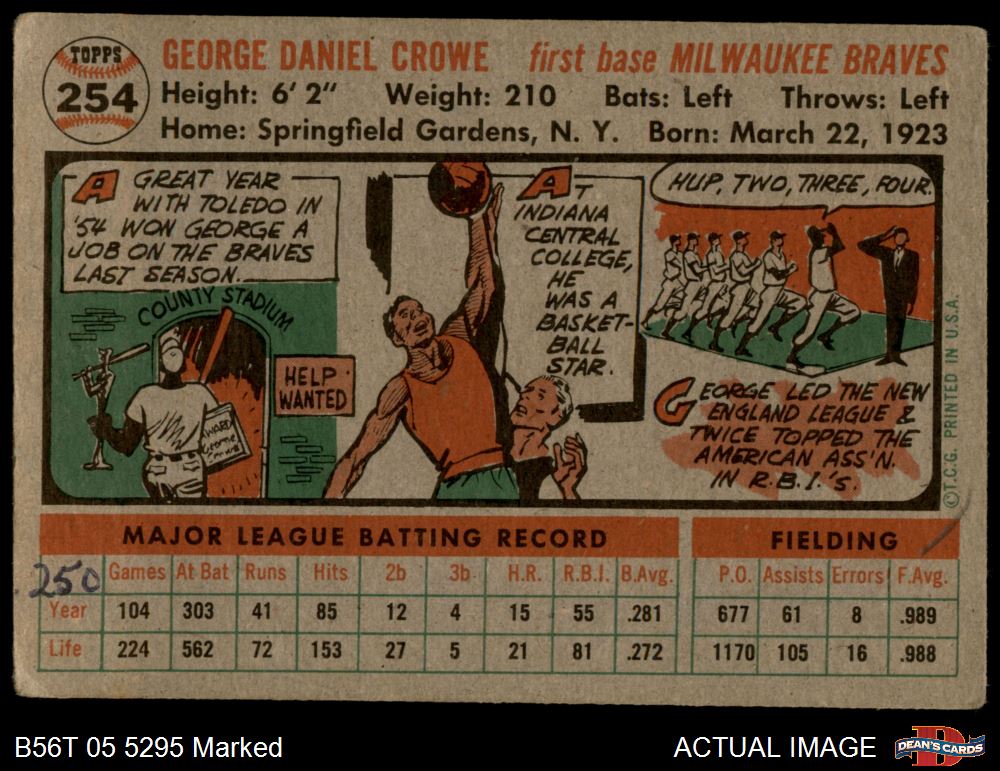 TOPPS
254
GEORGE DANIEL CROWE first base MILWAUKEE BRAVES
Height: 6' 2" Weight: 210 Bats: Left Throws: Left
Home: Springfield Gardens, N. Y. Born: March 22, 1923
A GREAT YEAR
WITH TOLEDO IN
'54 WON GEORGE A
JOB ON THE BRAVES
LAST SEASON.
COUNTY STADIUM
HELP
WANTED
AWARD
George
Crowe
AT
INDIANA
CENTRAL
COLLEGE,
HE
WAS A
BASKET-
BALL
STAR.
HUP, TWO, THREE, FOUR.
GEORGE LED THE NEW
ENGLAND LEAGUE &
TWICE TOPPED THE
AMERICAN ASS'N.
IN R.B.I.'s.
©T.C.G. PRINTED IN U.S.A.
MAJOR LEAGUE BATTING RECORD FIELDING
250
Games At Bat Runs Hits 2b 3b H.R. R.B.I. B.Avg. P.O. Assists Errors F.Avg.
Year 104 303 41 85 12 4 15 55 .281 677 61 8 .989
Life 224 562 72 153 27 5 21 81 .272 1170 105 16 .988
B56T 05 5295 Marked
ACTUAL IMAGE
D
DEAN'S CARDS